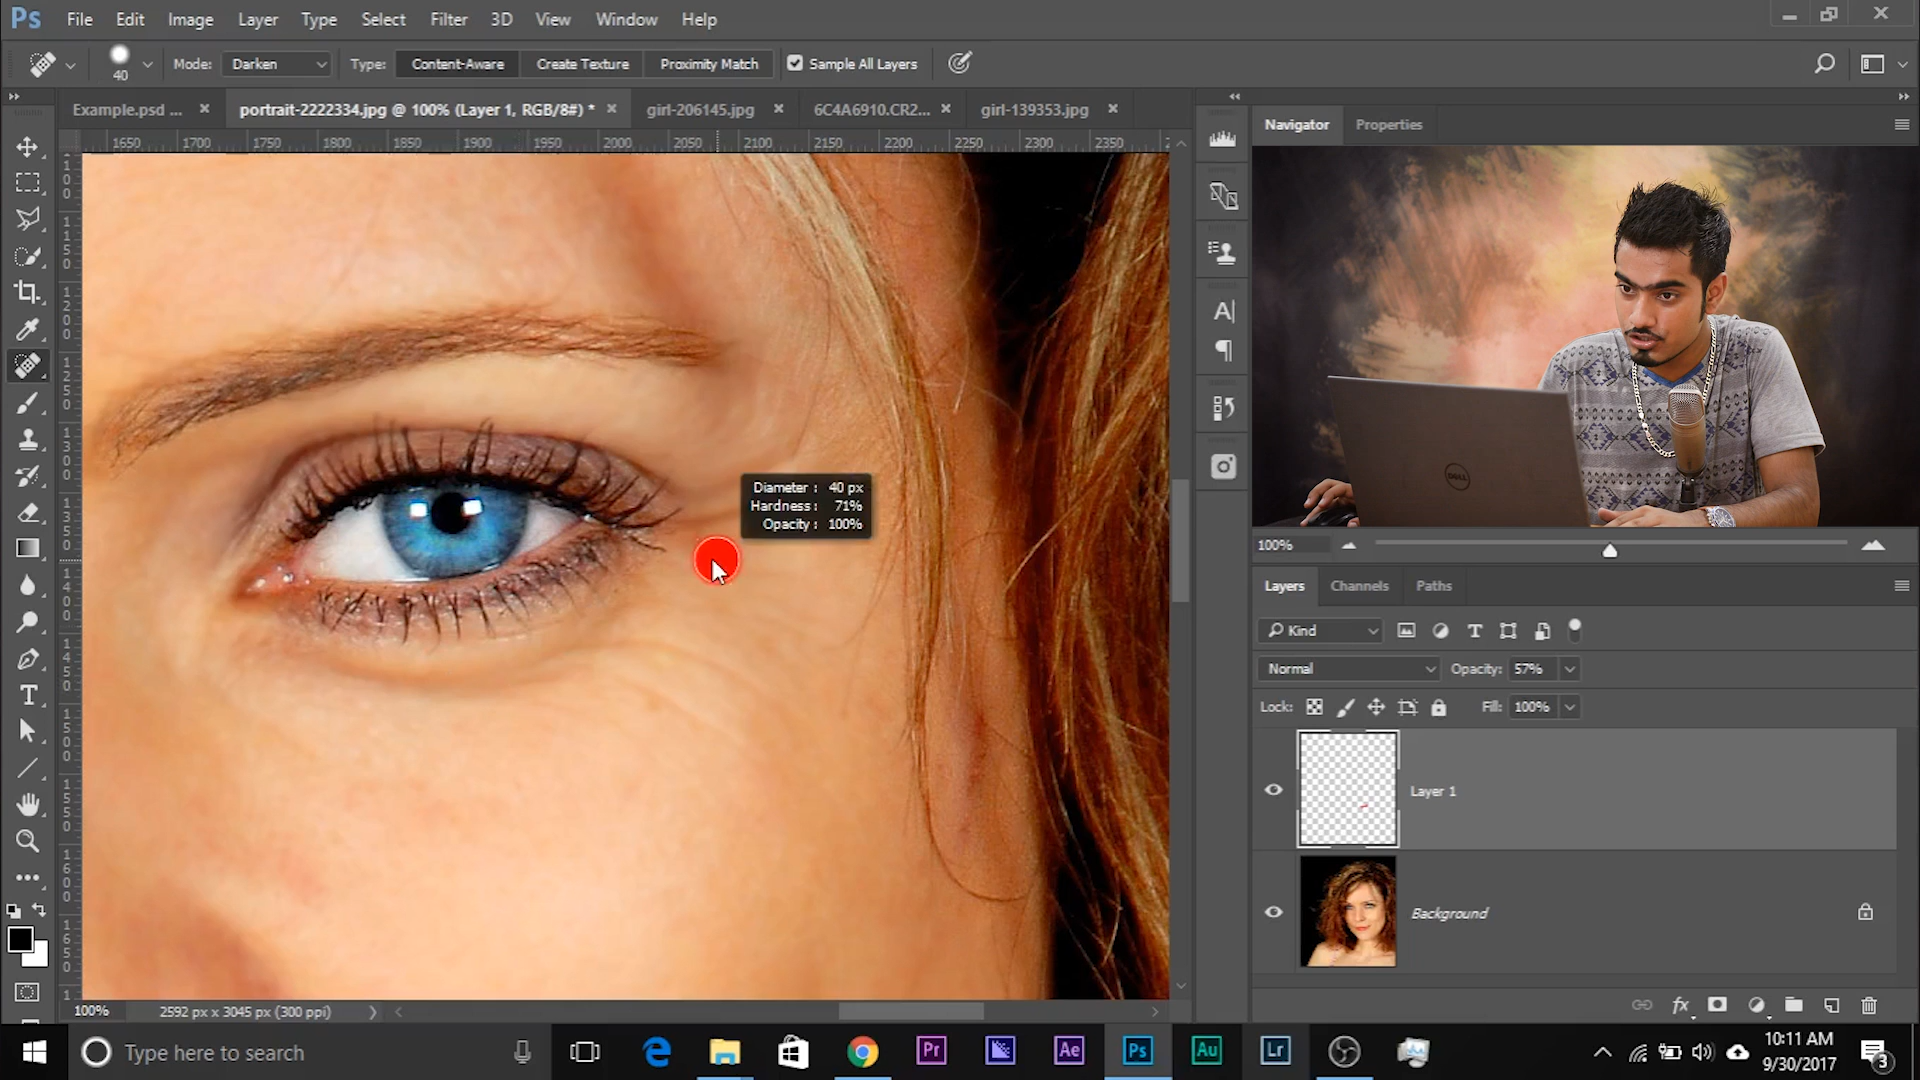 Ps File Edit Image Layer Type Select Filter 3D View Window Help
40 Mode: Darken Type: Content-Aware Create Texture Proximity Match Sample All Layers
Example.psd ... portrait-2222334.jpg @ 100% (Layer 1, RGB/8#) * girl-206145.jpg 6C4A6910.CR2... girl-139353.jpg
1650 1700 1750 1800 1850 1900 1950 2000 2050 2100 2150 2200 2250 2300 2350
Navigator Properties
Diameter : 40 px
Hardness : 71%
Opacity : 100%
DELL
100%
Layers Channels Paths
Kind
Normal Opacity: 57%
Lock: Fill: 100%
Layer 1
Background
fx
100% 2592 px x 3045 px (300 ppi)
Type here to search
Pr Ae Ps Au Lr
10:11 AM
9/30/2017
3